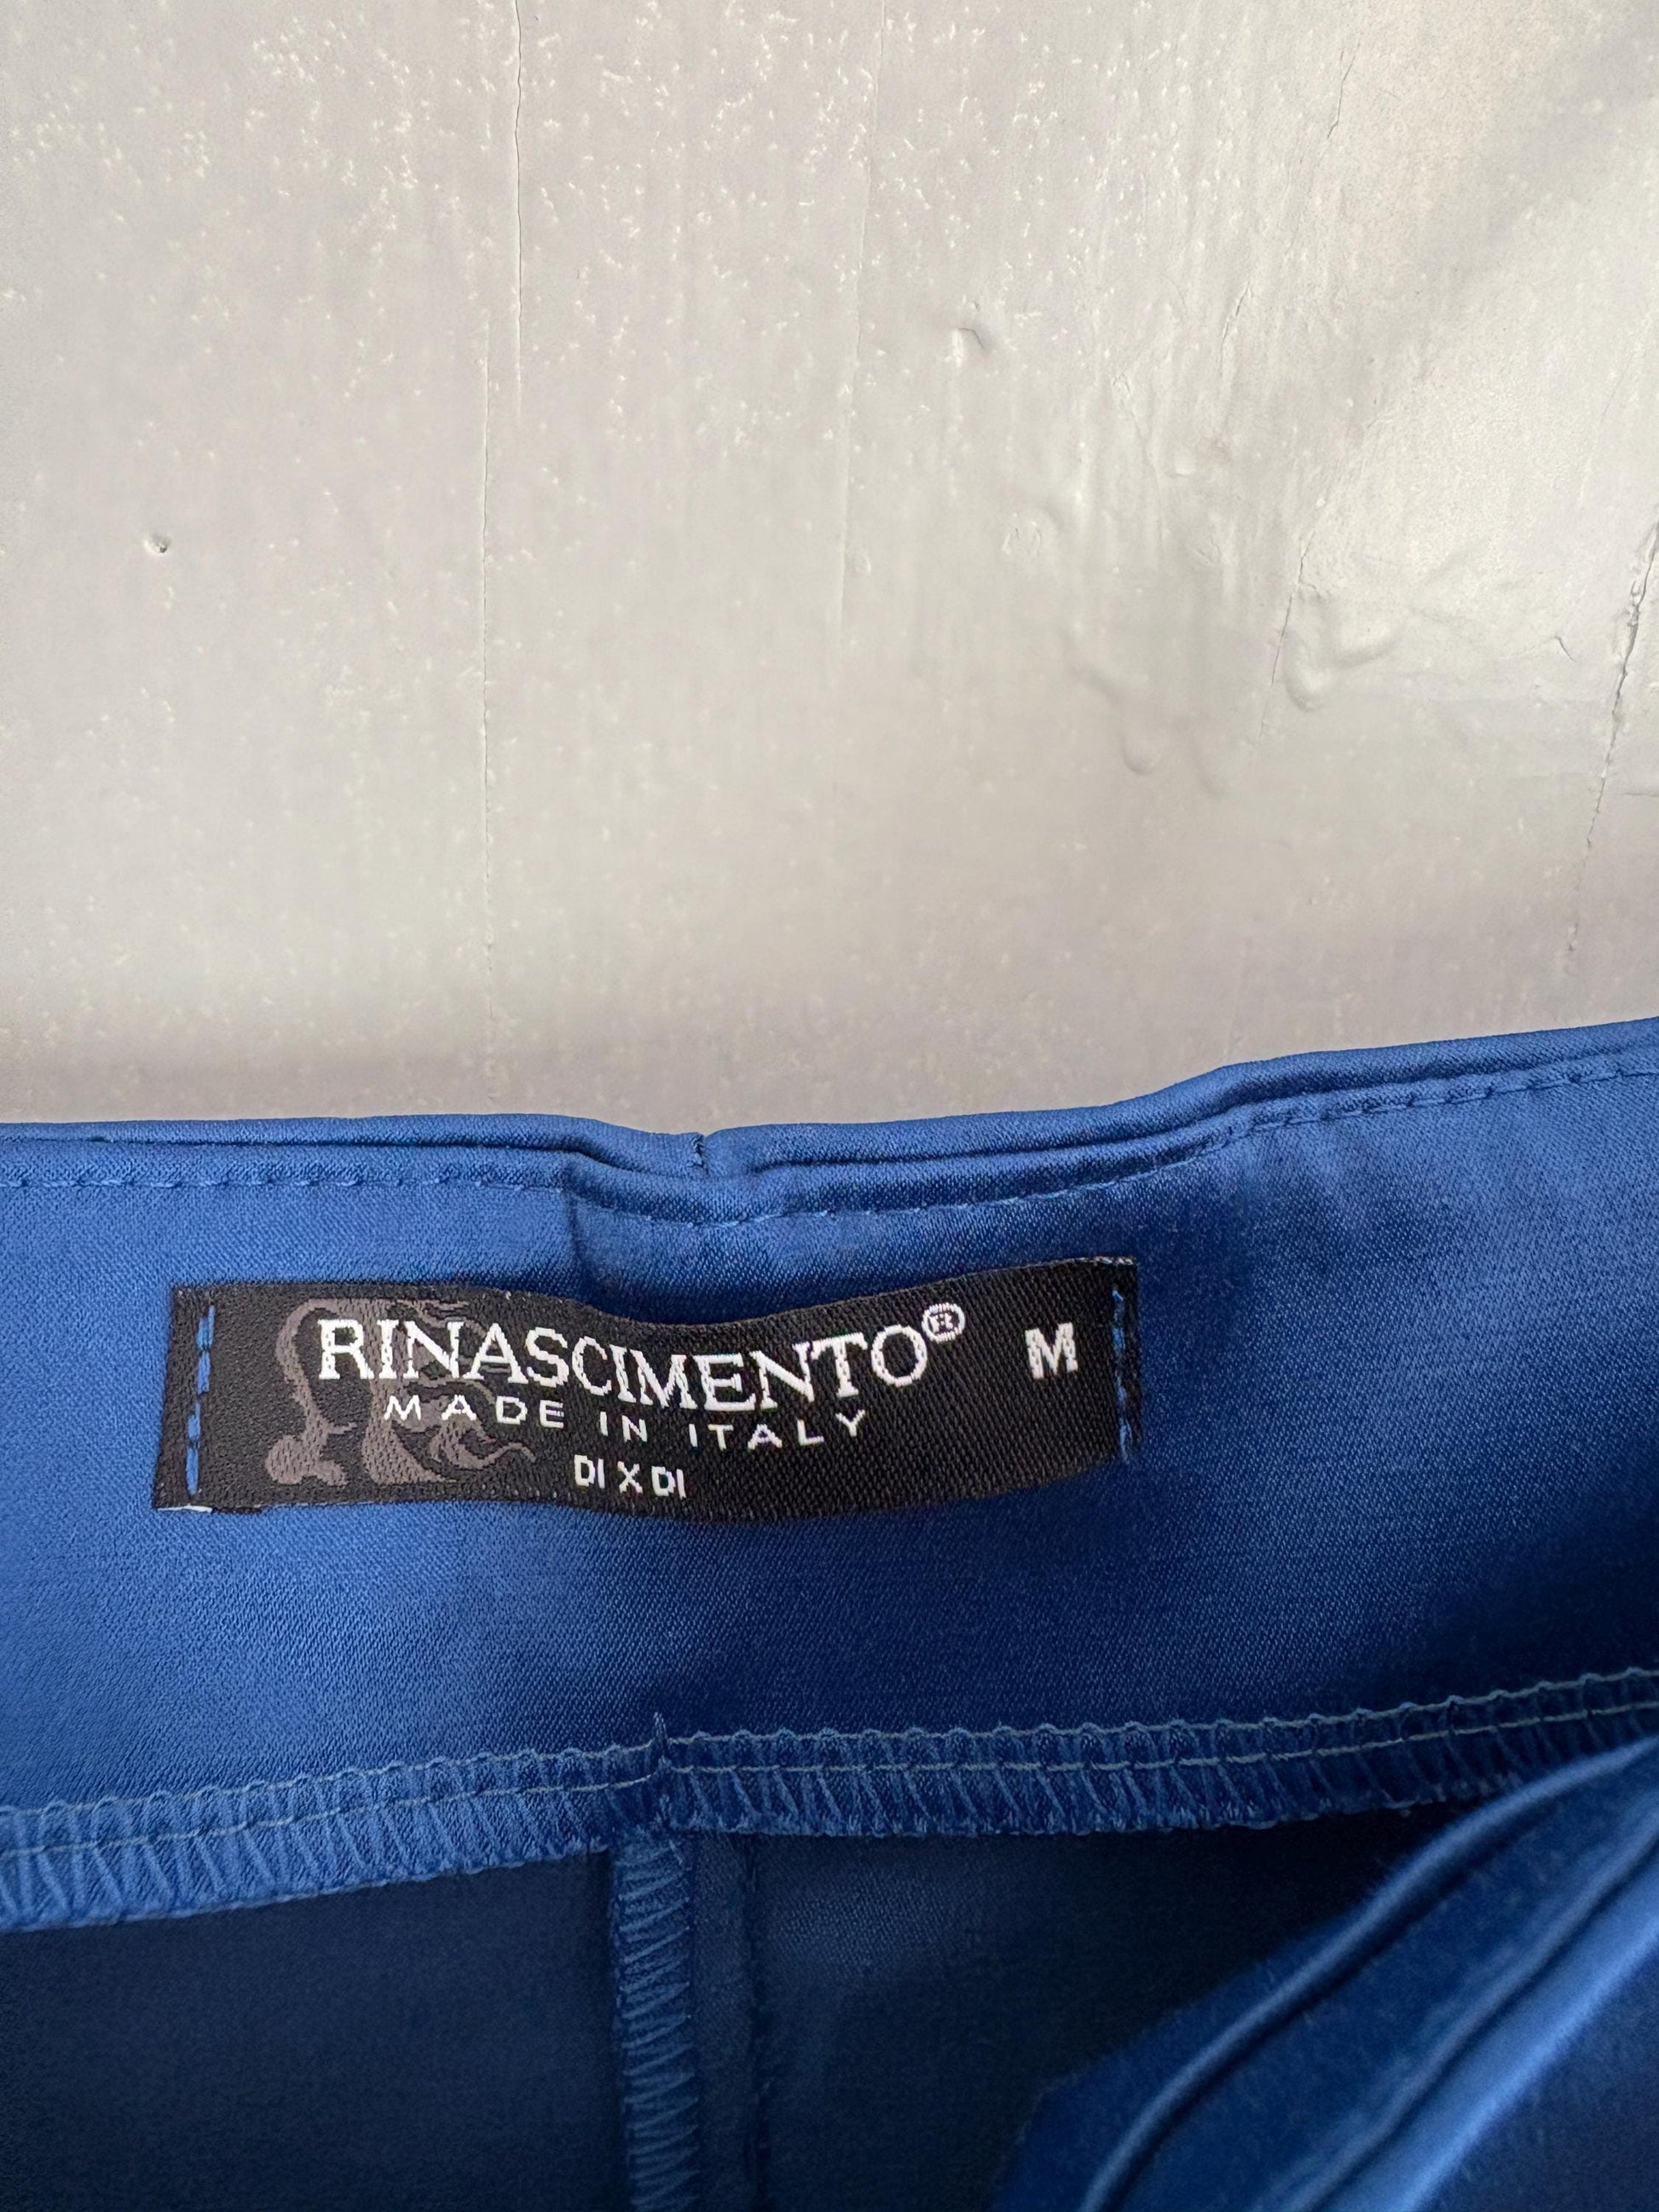 RINASCIMENTO® M
MADE IN ITALY
DI X DI